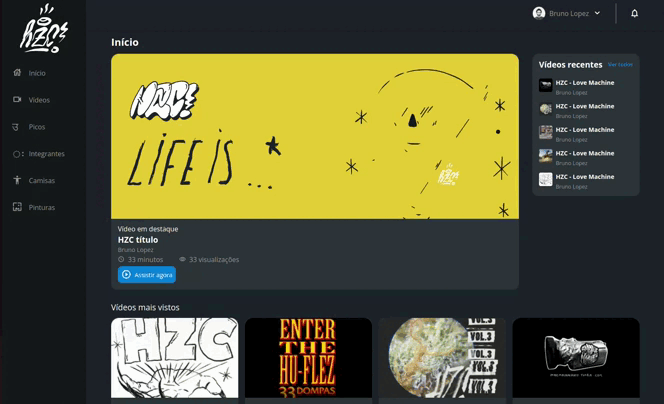 HZC!
Bruno Lopez
Início
Início
Vídeos
Picos
Integrantes
Camisas
Pinturas
HZC!
LIFE IS ...
Vídeo em destaque
HZC título
Bruno Lopez
33 minutos
33 visualizações
Assistir agora
Vídeos recentes
Ver todos
HZC - Love Machine
Bruno Lopez
HZC - Love Machine
Bruno Lopez
HZC - Love Machine
Bruno Lopez
HZC - Love Machine
Bruno Lopez
HZC - Love Machine
Bruno Lopez
Vídeos mais vistos
HZC
ENTER
THE
HU-FLEZ
33 DOMPAS
VOL.3
VOL.3
VOL.3